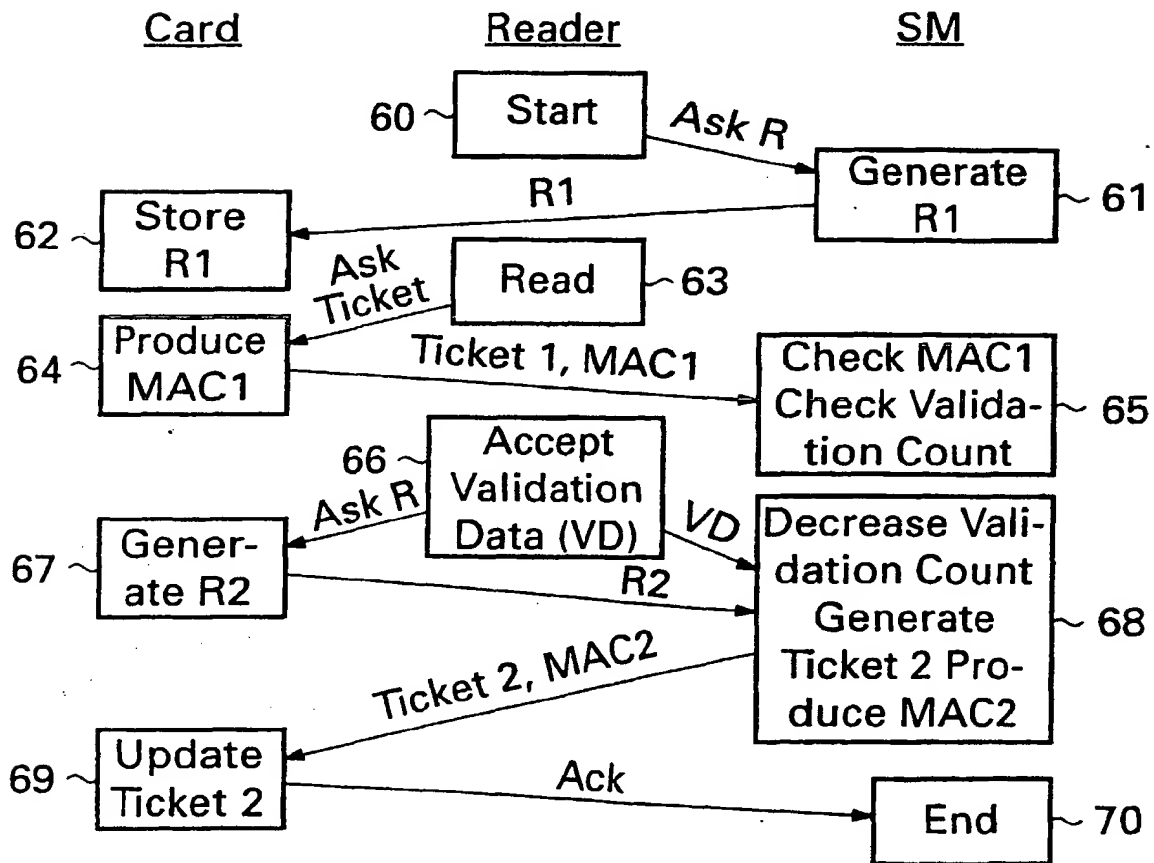 Card Reader SM
60 Start
Ask R
Generate
R1
61
R1
62
Store
R1
Ask
Ticket
Read 63
64
Produce
MAC1
Ticket 1, MAC1
Check MAC1
Check Valida-
tion Count
65
66
Accept
Validation
Data (VD)
Ask R
VD
67
Gener-
ate R2
R2
Decrease Vali-
dation Count
Generate
Ticket 2 Pro-
duce MAC2
68
Ticket 2, MAC2
69
Update
Ticket 2
Ack
End 70